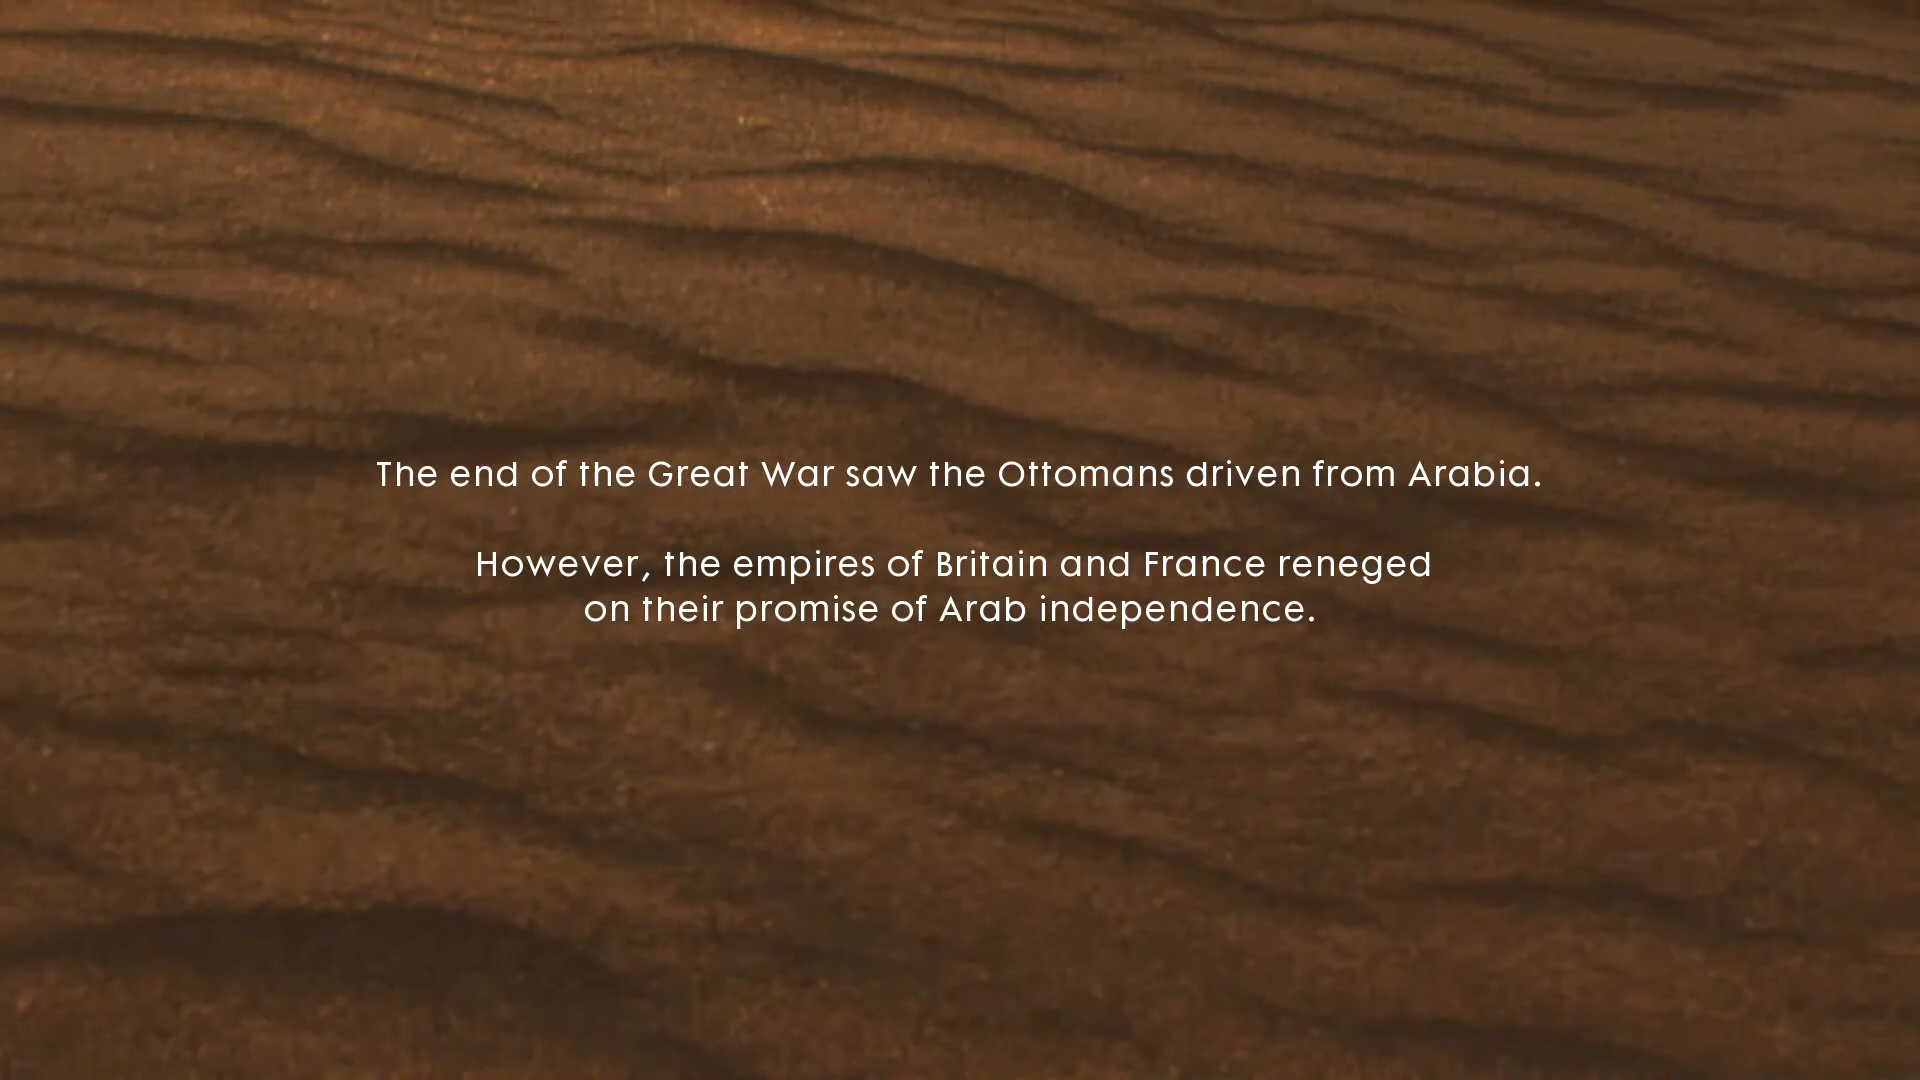 The end of the Great War saw the Ottomans driven from Arabia.
However, the empires of Britain and France reneged
on their promise of Arab independence.